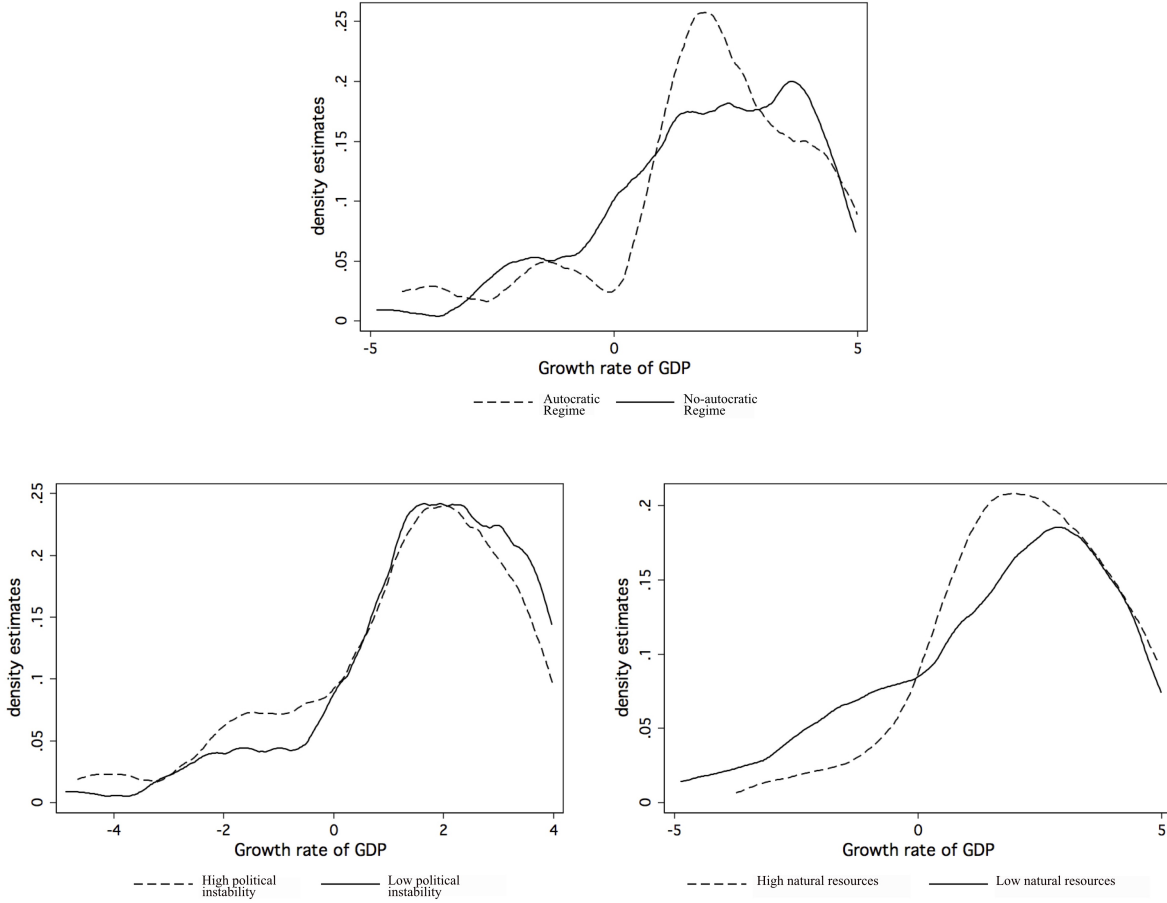 density estimates
.25
.2
.15
.1
.05
0
-5 0 5
Growth rate of GDP
Autocratic
Regime
No-autocratic
Regime
density estimates
.25
.2
.15
.1
.05
0
-4 -2 0 2 4
Growth rate of GDP
High political
instability
Low political
instability
density estimates
.2
.15
.1
.05
0
-5 0 5
Growth rate of GDP
High natural resources
Low natural resources